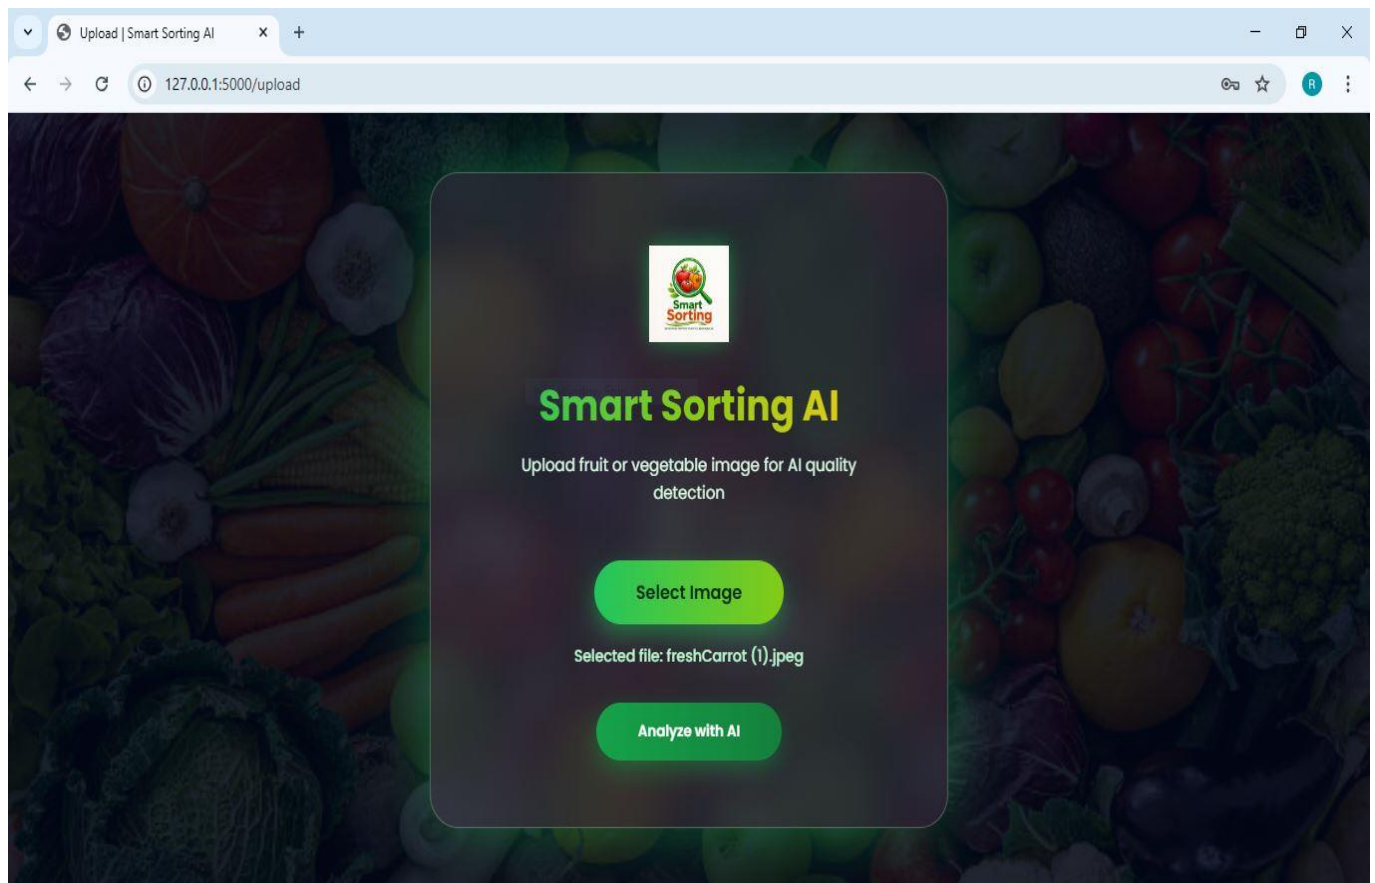 Upload | Smart Sorting AI
127.0.0.1:5000/upload
R
Smart
Sorting
Smart Sorting AI
Upload fruit or vegetable image for AI quality
detection
Select Image
Selected file: freshCarrot (1).jpeg
Analyze with AI